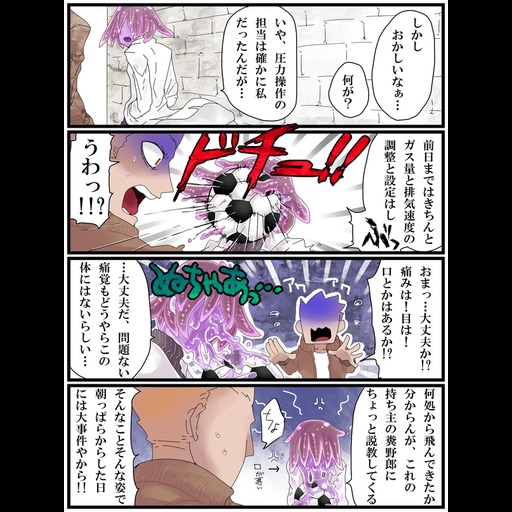 しかし
おかしいなぁ…
何が?
いや、圧力操作の
担当は確かに私
だったんだが…
前日まではきちんと
ガス量と排気速度の
調整と設定はし
ぶっ
ドチュ!!
うわっ!!?
おまっ…大丈夫か!?
痛みは!目は!
口とかはあるか!?
ぬちゃあっ…
…大丈夫だ、問題ない
痛覚もどうやらこの
体にはないらしい…
何処から飛んできたか
分からんが、これの
持ち主の糞野郎に
ちょっと説教してくる
ちょ
口が悪い
そんなことそんな姿で
朝っぱらからした日
には大事件やから!!